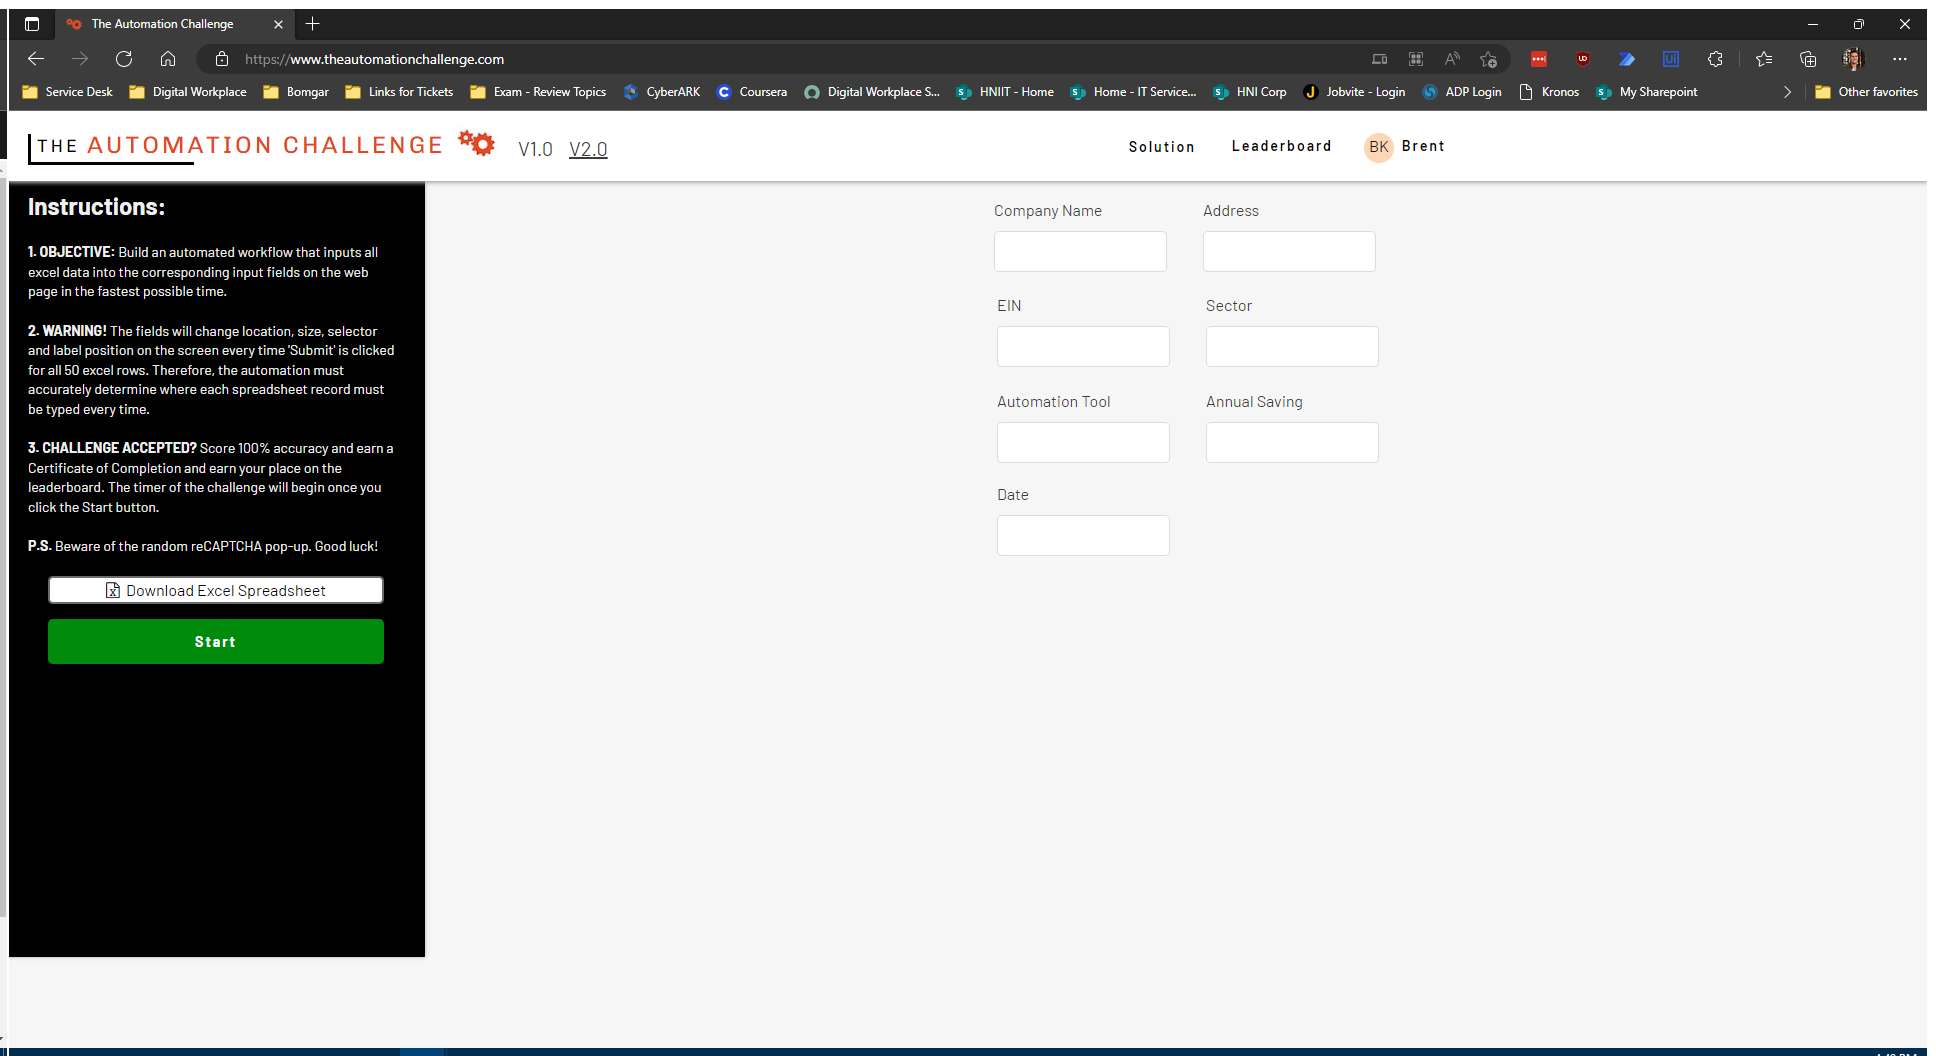 The Automation Challenge
https://www.theautomationchallenge.com
Service Desk Digital Workplace Bomgar Links for Tickets Exam - Review Topics CyberARK Coursera Digital Workplace S... HNIIT - Home Home - IT Service... HNI Corp Jobvite - Login ADP Login Kronos My Sharepoint Other favorites
THE AUTOMATION CHALLENGE V1.0 V2.0 Solution Leaderboard BK Brent
Instructions:
1. OBJECTIVE: Build an automated workflow that inputs all
excel data into the corresponding input fields on the web
page in the fastest possible time.
2. WARNING! The fields will change location, size, selector
and label position on the screen every time 'Submit' is clicked
for all 50 excel rows. Therefore, the automation must
accurately determine where each spreadsheet record must
be typed every time.
3. CHALLENGE ACCEPTED? Score 100% accuracy and earn a
Certificate of Completion and earn your place on the
leaderboard. The timer of the challenge will begin once you
click the Start button.
P.S. Beware of the random reCAPTCHA pop-up. Good luck!
Download Excel Spreadsheet
Start
Company Name Address
EIN Sector
Automation Tool Annual Saving
Date